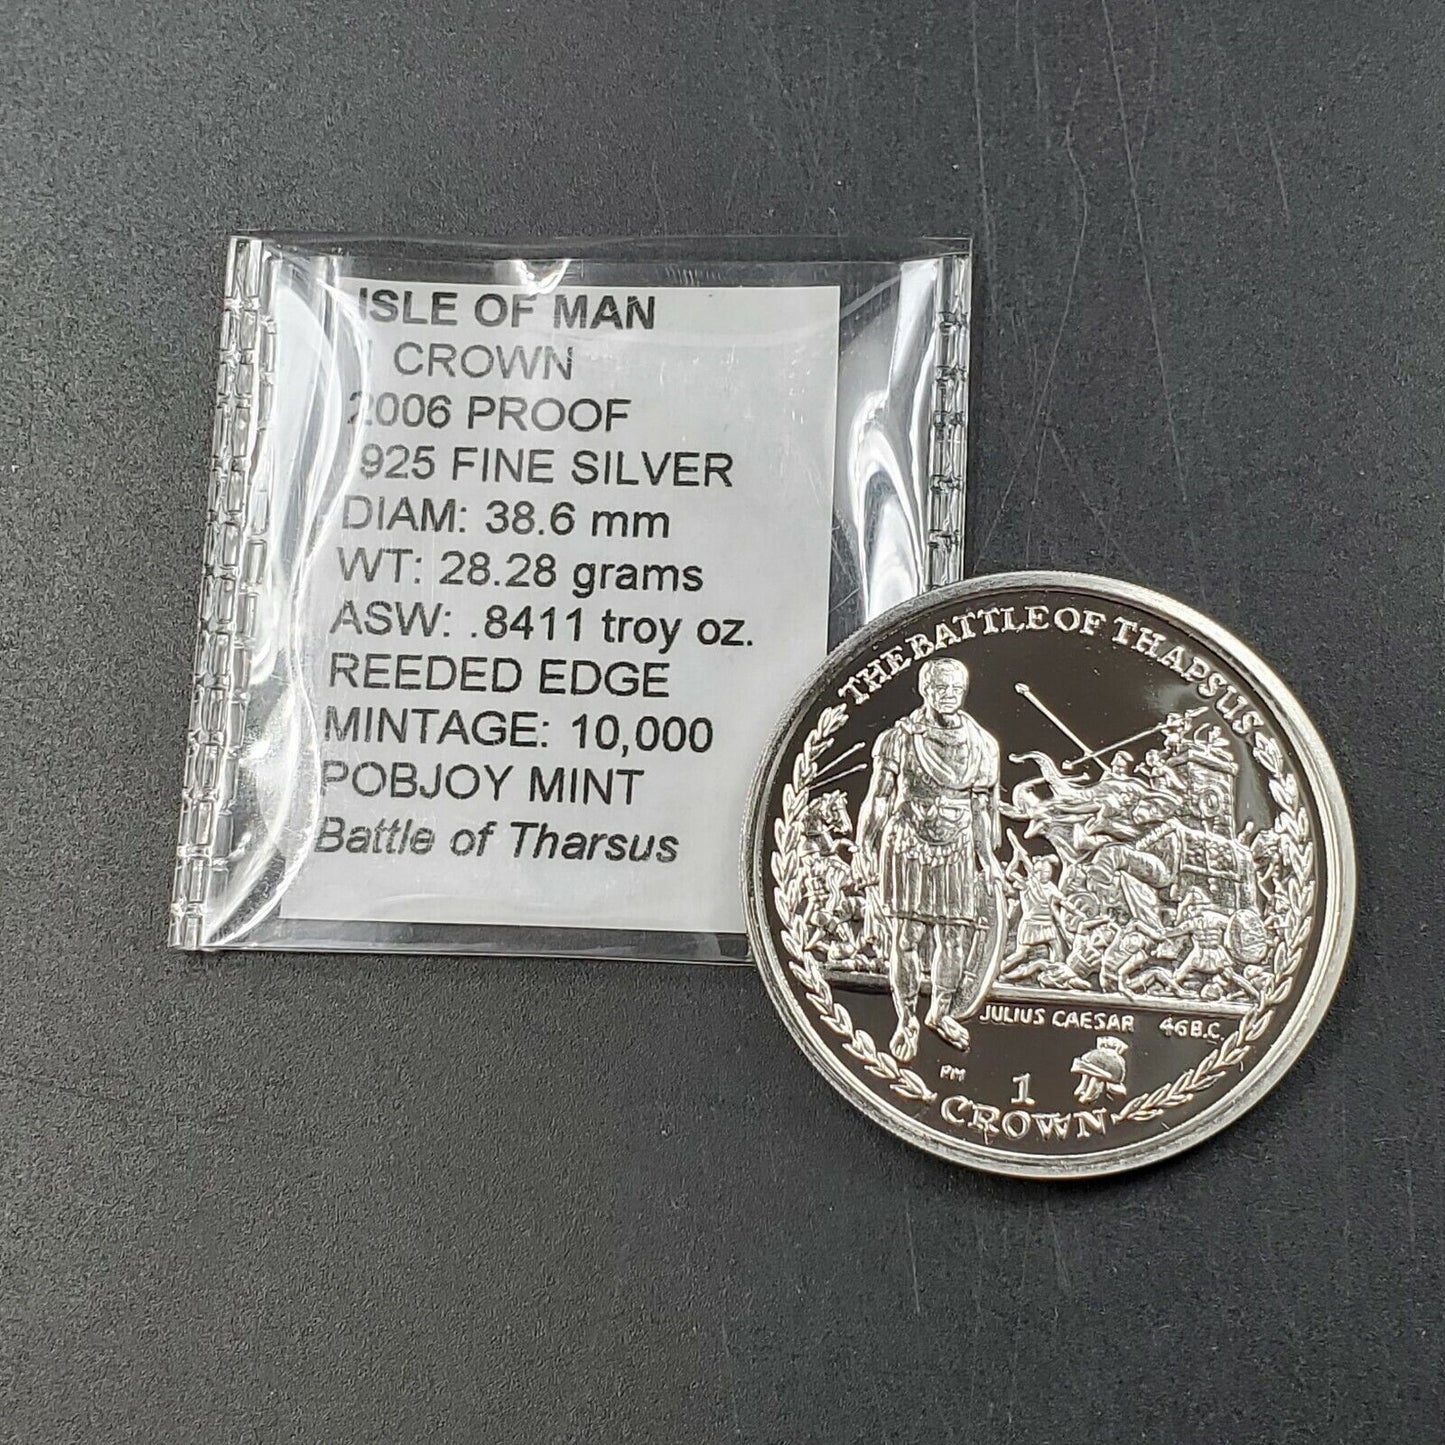 ISLE OF MAN
1 CROWN
2006 PROOF
.925 FINE SILVER
DIAM: 38.6 mm
WT: 28.28 grams
ASW: .8411 troy oz.
REEDED EDGE
MINTAGE: 10,000
POBJOY MINT
Battle of Tharsus
THE BATTLE OF THAPSUS
JULIUS CAESAR 46 B.C.
PM
1
CROWN